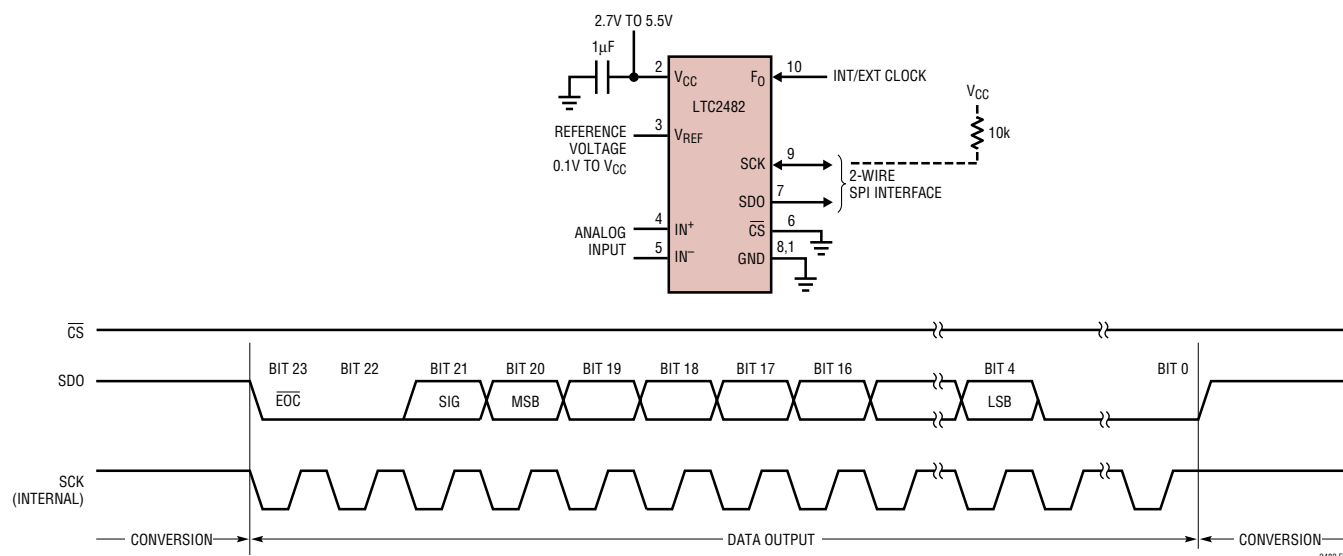 2.7V TO 5.5V
1µF
2
VCC
FO
10
INT/EXT CLOCK
LTC2482
VCC
10k
REFERENCE
VOLTAGE
0.1V TO VCC
3
VREF
SCK
9
2-WIRE
SPI INTERFACE
SDO
7
ANALOG
INPUT
4
IN+
5
IN–
CS
6
GND
8,1
CS
SDO
BIT 23
BIT 22
BIT 21
BIT 20
BIT 19
BIT 18
BIT 17
BIT 16
BIT 4
BIT 0
EOC
SIG
MSB
LSB
SCK
(INTERNAL)
CONVERSION
DATA OUTPUT
CONVERSION